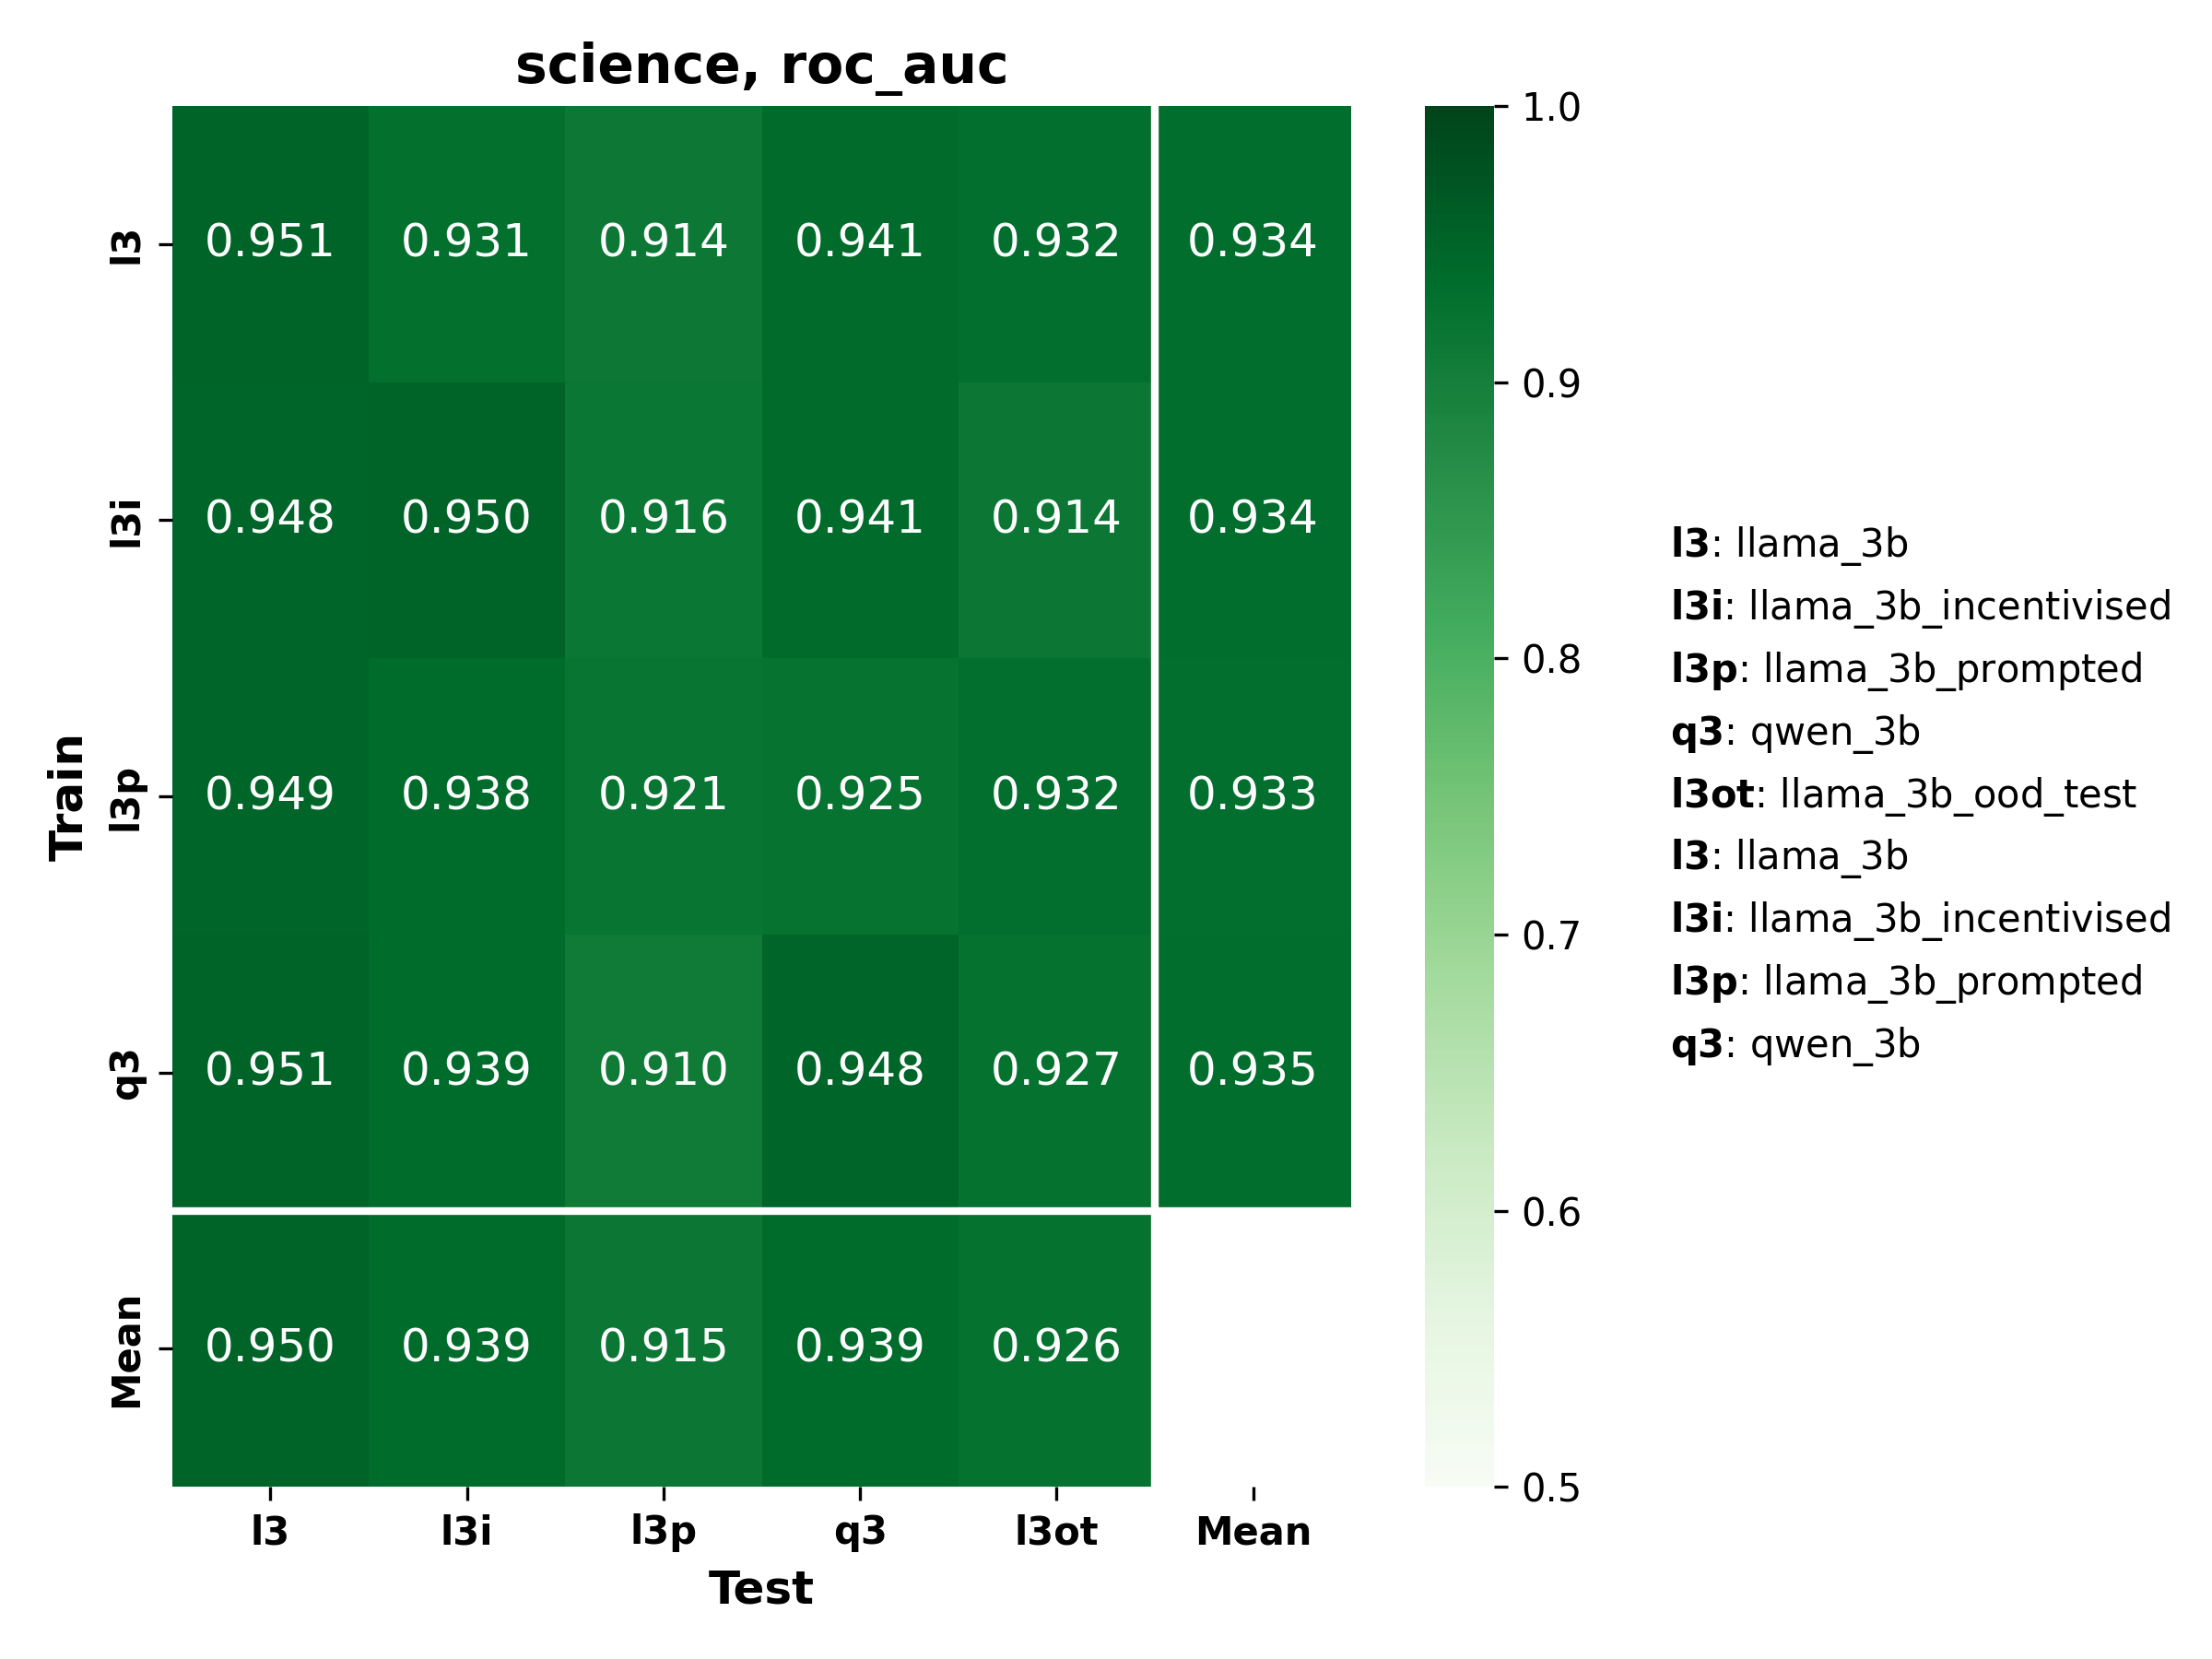 science, roc_auc
Train
l3
0.951 0.931 0.914 0.941 0.932 0.934
l3i
0.948 0.950 0.916 0.941 0.914 0.934
l3p
0.949 0.938 0.921 0.925 0.932 0.933
q3
0.951 0.939 0.910 0.948 0.927 0.935
Mean
0.950 0.939 0.915 0.939 0.926
l3 l3i l3p q3 l3ot Mean
Test
1.0
0.9
0.8
0.7
0.6
0.5
l3: llama_3b
l3i: llama_3b_incentivised
l3p: llama_3b_prompted
q3: qwen_3b
l3ot: llama_3b_ood_test
l3: llama_3b
l3i: llama_3b_incentivised
l3p: llama_3b_prompted
q3: qwen_3b